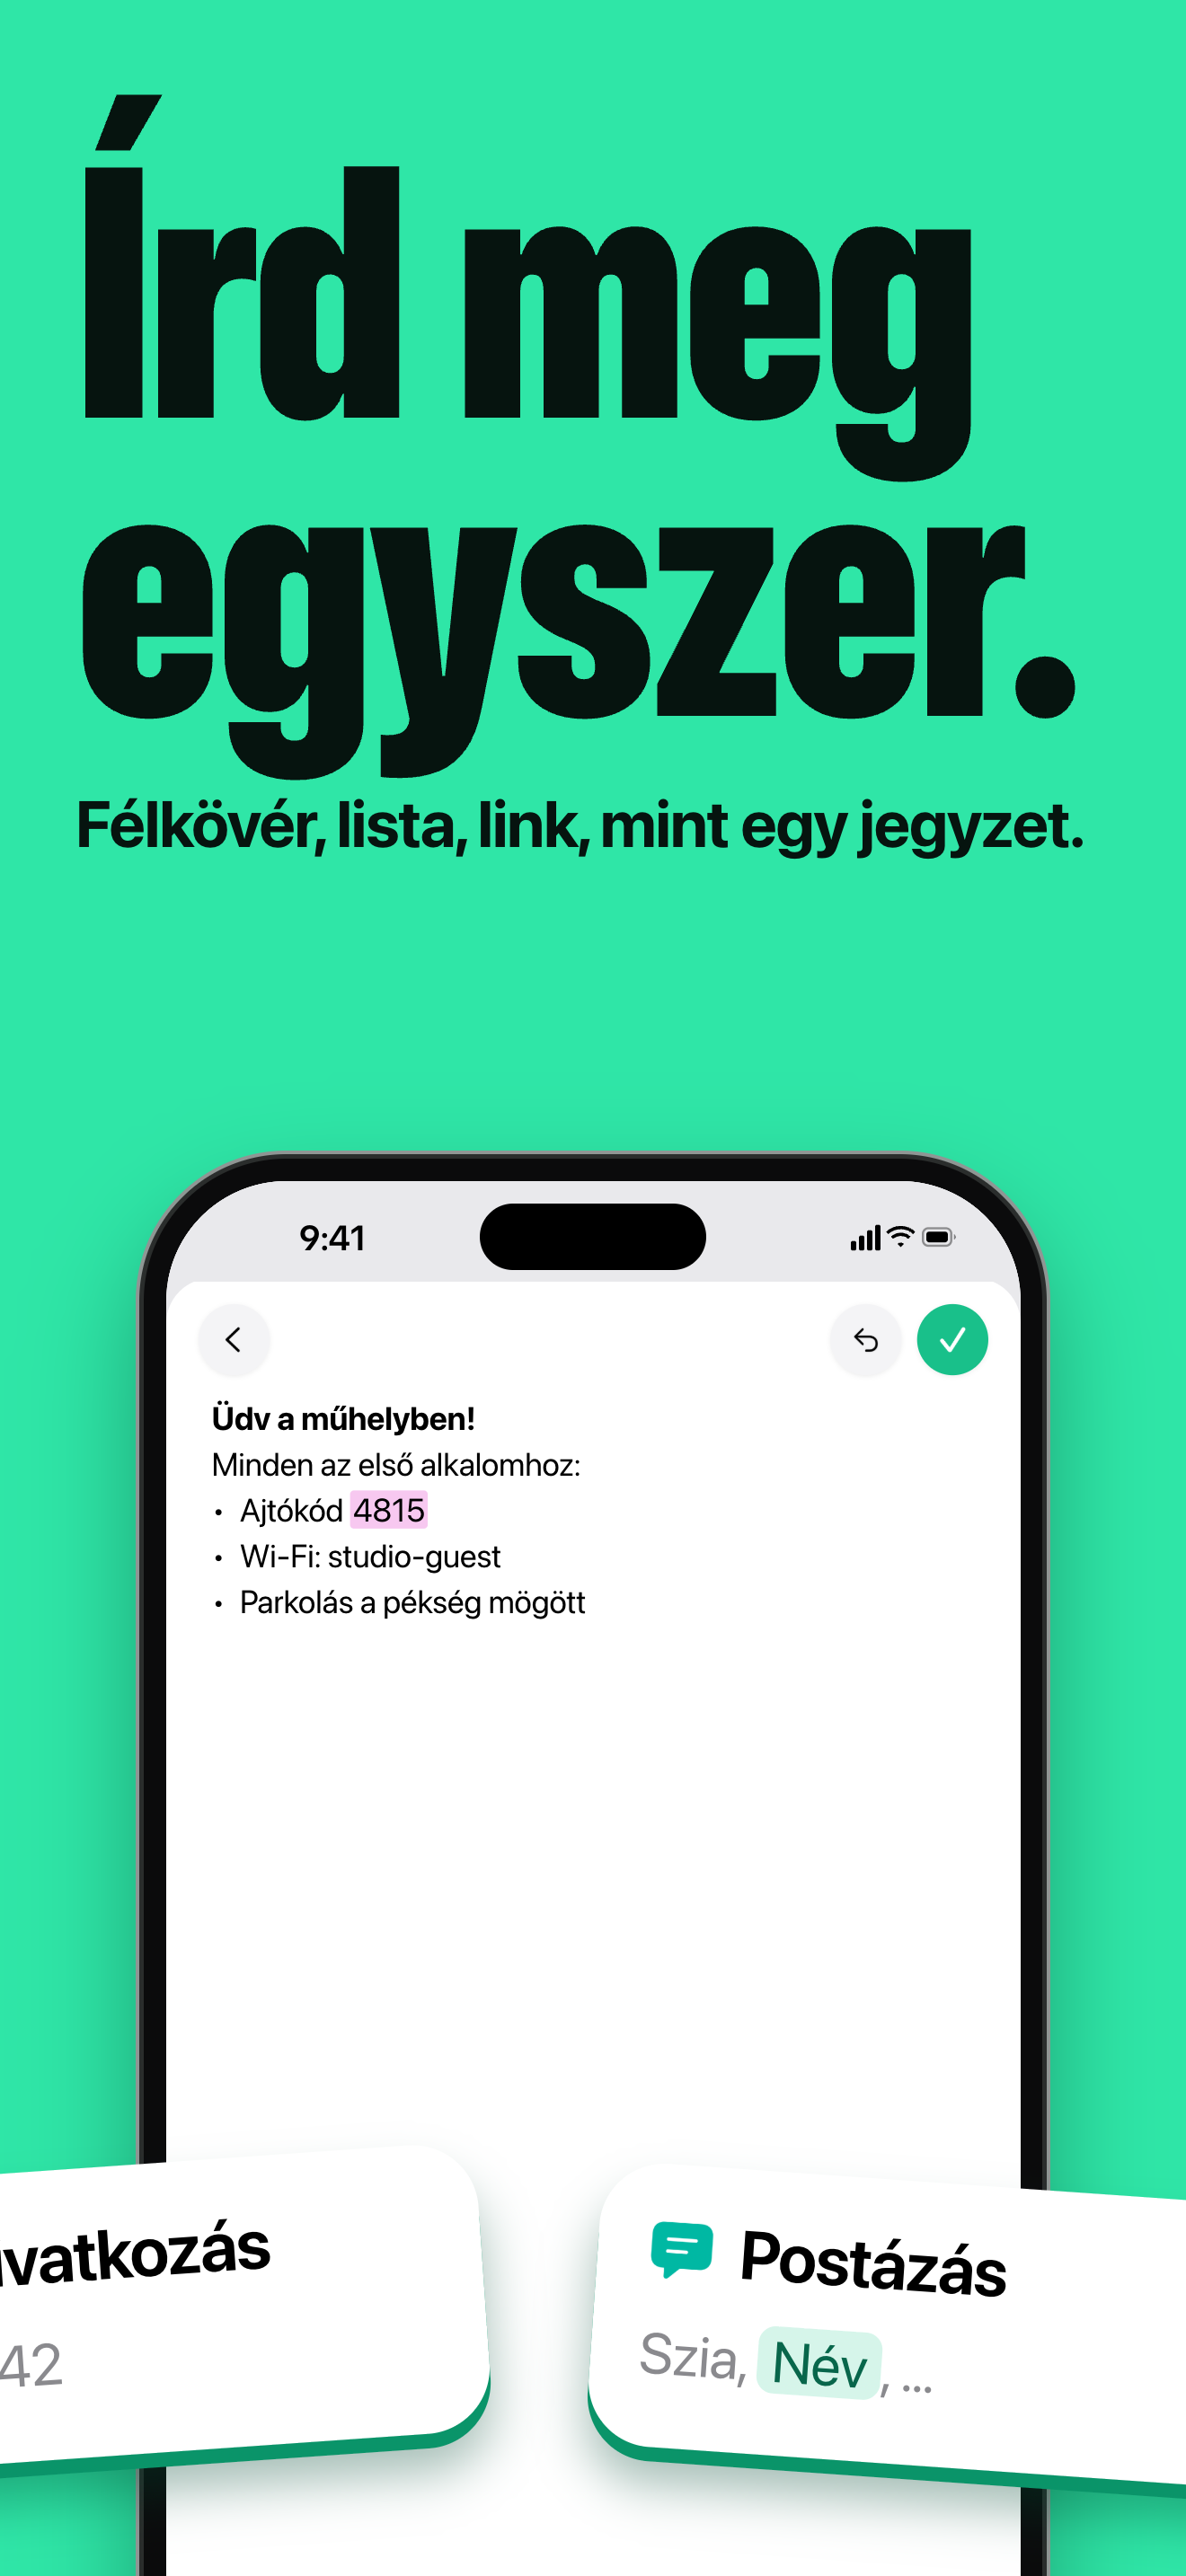 Írd meg
egyszer.
Félkövér, lista, link, mint egy jegyzet.
9:41
Üdv a műhelyben!
Minden az első alkalomhoz:
• Ajtókód 4815
• Wi-Fi: studio-guest
• Parkolás a pékség mögött
vatkozás
42
Postázás
Szia, Név, ...